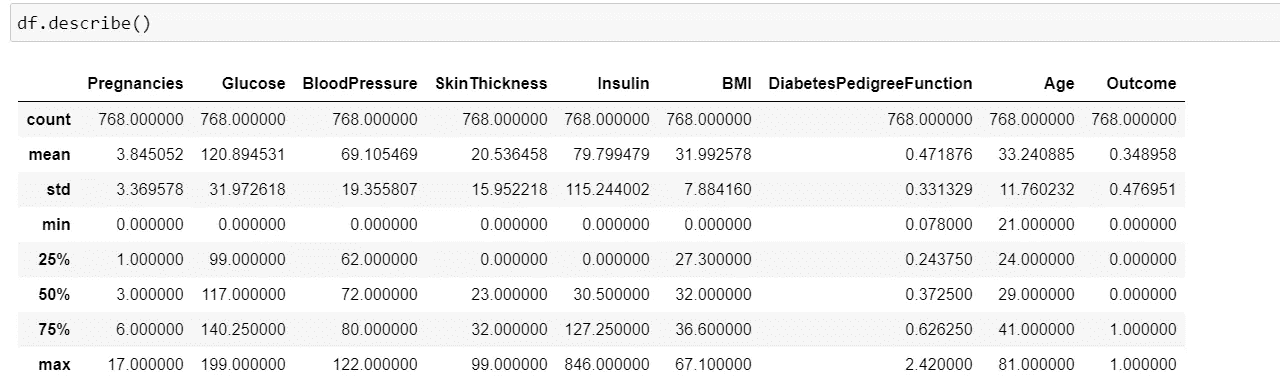 df.describe()
Pregnancies Glucose BloodPressure SkinThickness Insulin BMI DiabetesPedigreeFunction Age Outcome
count 768.000000 768.000000 768.000000 768.000000 768.000000 768.000000 768.000000 768.000000 768.000000
mean 3.845052 120.894531 69.105469 20.536458 79.799479 31.992578 0.471876 33.240885 0.348958
std 3.369578 31.972618 19.355807 15.952218 115.244002 7.884160 0.331329 11.760232 0.476951
min 0.000000 0.000000 0.000000 0.000000 0.000000 0.000000 0.078000 21.000000 0.000000
25% 1.000000 99.000000 62.000000 0.000000 0.000000 27.300000 0.243750 24.000000 0.000000
50% 3.000000 117.000000 72.000000 23.000000 30.500000 32.000000 0.372500 29.000000 0.000000
75% 6.000000 140.250000 80.000000 32.000000 127.250000 36.600000 0.626250 41.000000 1.000000
max 17.000000 199.000000 122.000000 99.000000 846.000000 67.100000 2.420000 81.000000 1.000000